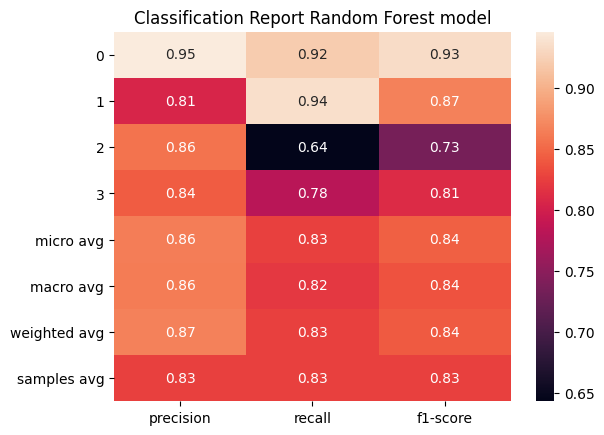 Classification Report Random Forest model
0 0.95 0.92 0.93
1 0.81 0.94 0.87
2 0.86 0.64 0.73
3 0.84 0.78 0.81
micro avg 0.86 0.83 0.84
macro avg 0.86 0.82 0.84
weighted avg 0.87 0.83 0.84
samples avg 0.83 0.83 0.83
precision recall f1-score
0.90
0.85
0.80
0.75
0.70
0.65